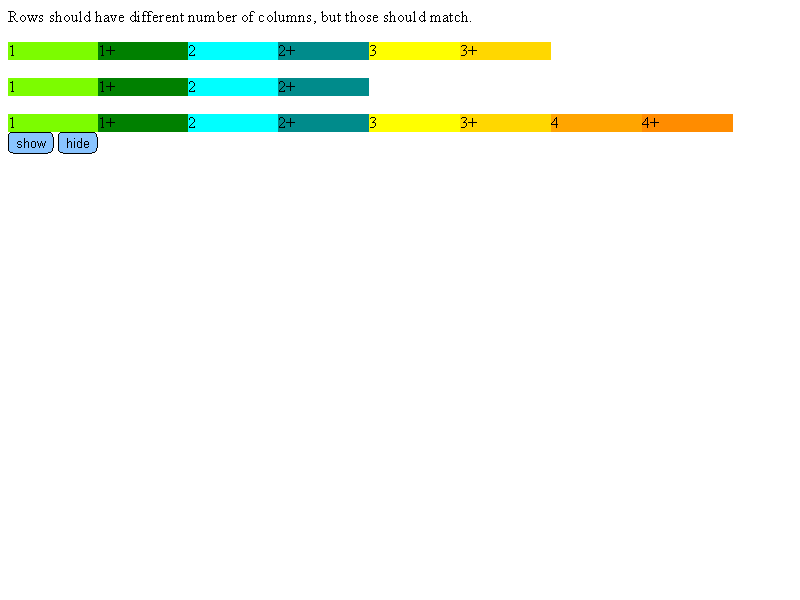 Rows should have different number of columns, but those should match.
1 1+ 2 2+ 3 3+
1 1+ 2 2+
1 1+ 2 2+ 3 3+ 4 4+
show hide